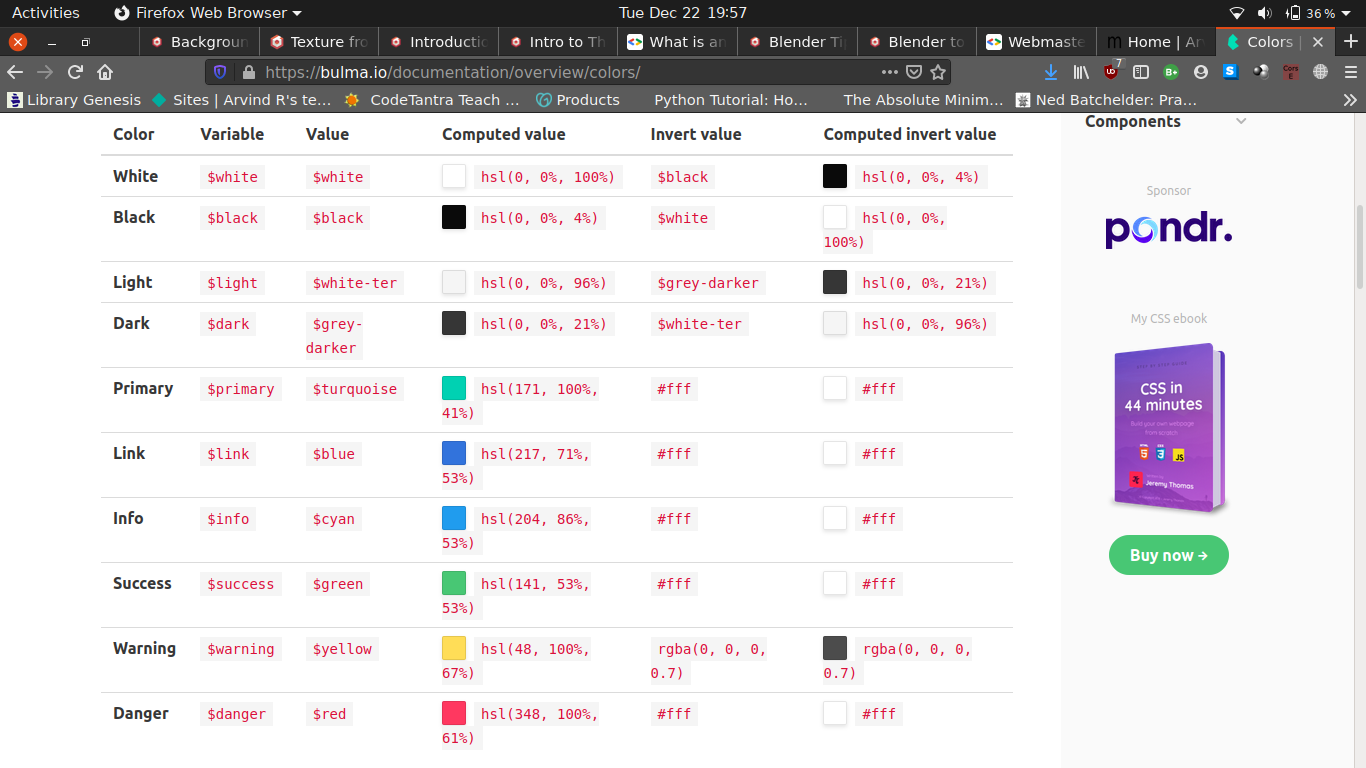 Activities Firefox Web Browser Tue Dec 22 19:57 36 %
Backgroun Texture fro Introductio Intro to Th What is an Blender Tip Blender to Webmaste Home | An Colors |
https://bulma.io/documentation/overview/colors/ 7
Library Genesis Sites | Arvind R's te… CodeTantra Teach … Products Python Tutorial: Ho… The Absolute Minim… Ned Batchelder: Pra…
Color Variable Value Computed value Invert value Computed invert value
White $white $white hsl(0, 0%, 100%) $black hsl(0, 0%, 4%)
Black $black $black hsl(0, 0%, 4%) $white hsl(0, 0%,
100%)
Light $light $white-ter hsl(0, 0%, 96%) $grey-darker hsl(0, 0%, 21%)
Dark $dark $grey- hsl(0, 0%, 21%) $white-ter hsl(0, 0%, 96%)
darker
Primary $primary $turquoise hsl(171, 100%, #fff #fff
41%)
Link $link $blue hsl(217, 71%, #fff #fff
53%)
Info $info $cyan hsl(204, 86%, #fff #fff
53%)
Success $success $green hsl(141, 53%, #fff #fff
53%)
Warning $warning $yellow hsl(48, 100%, rgba(0, 0, 0, rgba(0, 0, 0,
67%) 0.7) 0.7)
Danger $danger $red hsl(348, 100%, #fff #fff
61%)
Components
Sponsor
pondr.
My CSS ebook
CSS in
44 minutes
Build your own webpage
from scratch
HTML CSS
5 3 JS
Jeremy Thomas
Buy now →